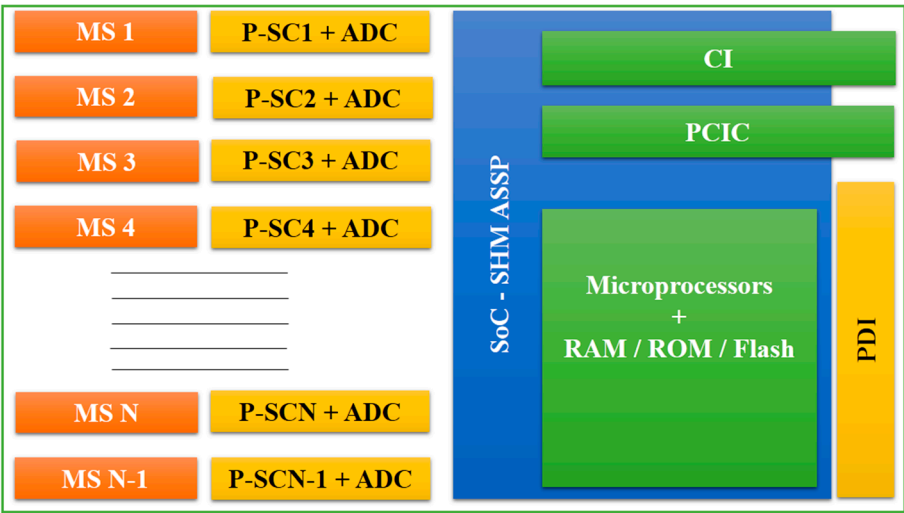 MS 1
P-SC1 + ADC
MS 2
P-SC2 + ADC
MS 3
P-SC3 + ADC
MS 4
P-SC4 + ADC
MS N
P-SCN + ADC
MS N-1
P-SCN-1 + ADC
SoC - SHM ASSP
CI
PCIC
Microprocessors
+
RAM / ROM / Flash
PDI